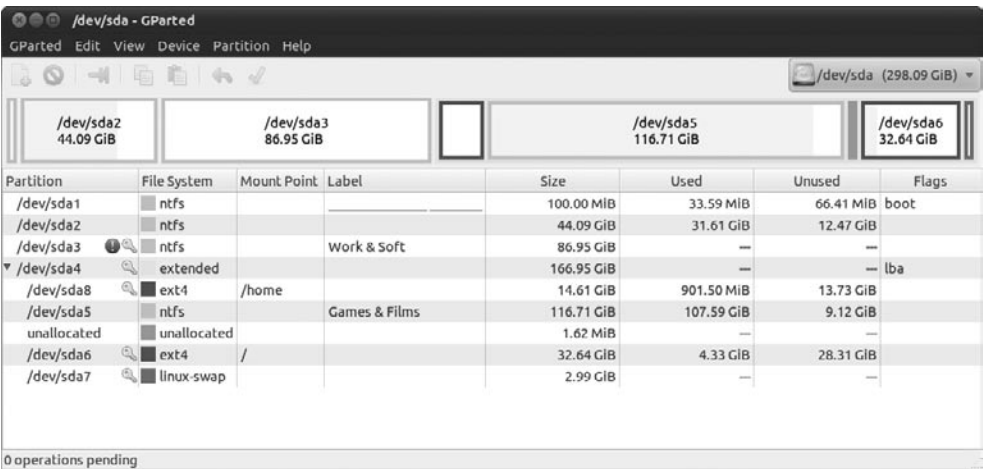 /dev/sda - GParted
GParted Edit View Device Partition Help
/dev/sda (298.09 GiB)
/dev/sda2
44.09 GiB
/dev/sda3
86.95 GiB
/dev/sda5
116.71 GiB
/dev/sda6
32.64 GiB
Partition File System Mount Point Label Size Used Unused Flags
/dev/sda1 ntfs 100.00 MiB 33.59 MiB 66.41 MiB boot
/dev/sda2 ntfs 44.09 GiB 31.61 GiB 12.47 GiB
/dev/sda3 ntfs Work & Soft 86.95 GiB — —
/dev/sda4 extended 166.95 GiB — — lba
/dev/sda8 ext4 /home 14.61 GiB 901.50 MiB 13.73 GiB
/dev/sda5 ntfs Games & Films 116.71 GiB 107.59 GiB 9.12 GiB
unallocated unallocated 1.62 MiB — —
/dev/sda6 ext4 / 32.64 GiB 4.33 GiB 28.31 GiB
/dev/sda7 linux-swap 2.99 GiB — —
0 operations pending